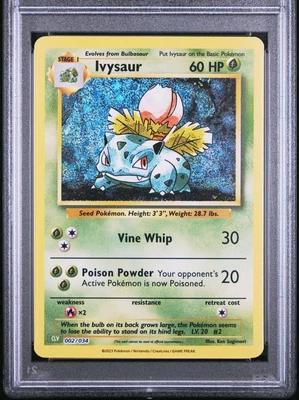 Evolves from Bulbasaur
Put Ivysaur on the Basic Pokémon
STAGE 1
Ivysaur
60 HP
Seed Pokémon. Height: 3'3", Weight: 28.7 lbs.
Vine Whip 30
Poison Powder Your opponent's
Active Pokémon is now Poisoned.
20
weakness
resistance
retreat cost
×2
When the bulb on its back grows large, the Pokémon seems
to lose the ability to stand on its hind legs. LV. 20 #2
CLV 002/034
Illus. Ken Sugimori
©2023 Pokémon / Nintendo / Creatures / GAME FREAK